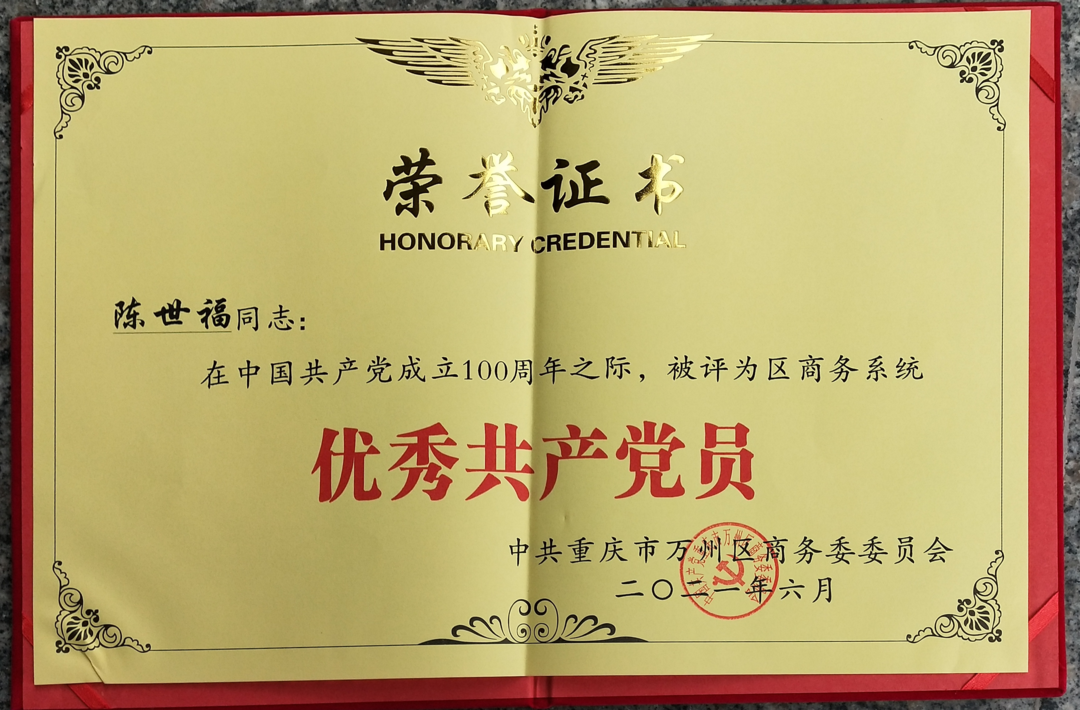 荣誉证书
HONORARY CREDENTIAL
陈世福同志:
在中国共产党成立100周年之际，被评为区商务系统
优秀共产党员
中共重庆市万州区商务委委员会
二〇二一年六月